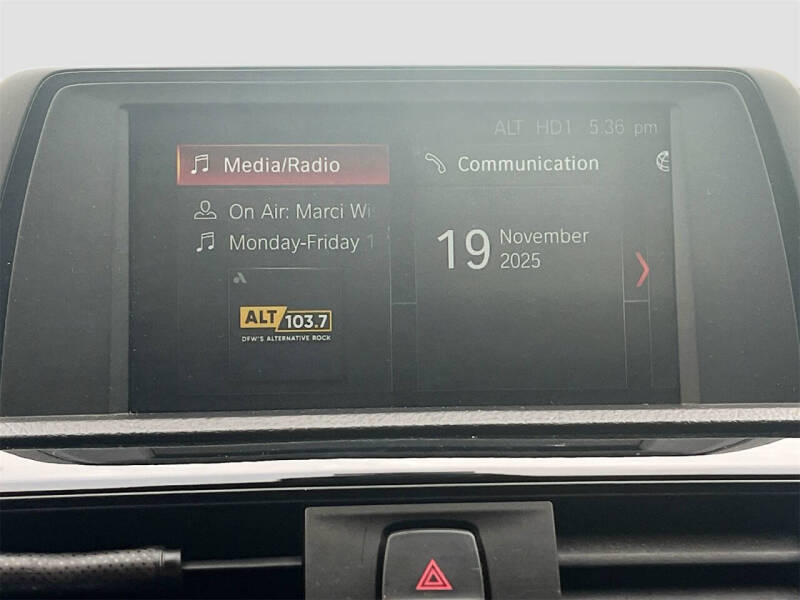 ALT HD1 5:36 pm
Media/Radio
Communication
On Air: Marci
Monday-Friday
19
November
2025
ALT 103.7
DFW'S ALTERNATIVE ROCK